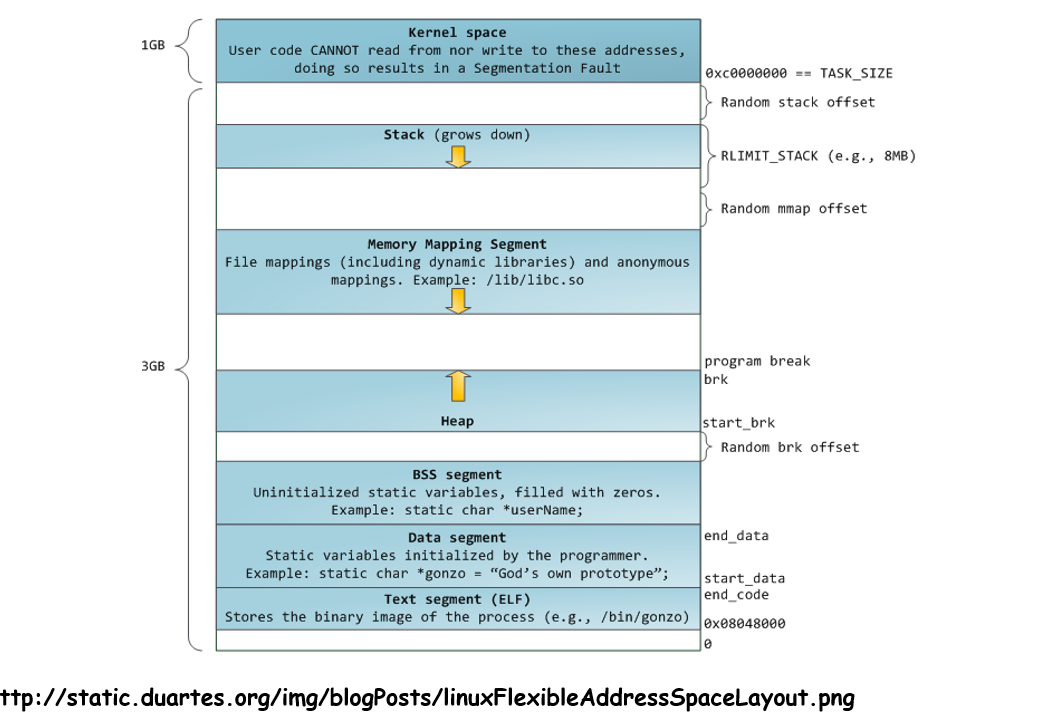 1GB
Kernel space
User code CANNOT read from nor write to these addresses,
doing so results in a Segmentation Fault
0xc0000000 == TASK_SIZE
Random stack offset
Stack (grows down)
RLIMIT_STACK (e.g., 8MB)
Random mmap offset
Memory Mapping Segment
File mappings (including dynamic libraries) and anonymous
mappings. Example: /lib/libc.so
3GB
program break
brk
Heap
start_brk
Random brk offset
BSS segment
Uninitialized static variables, filled with zeros.
Example: static char *userName;
end_data
Data segment
Static variables initialized by the programmer.
Example: static char *gonzo = “God’s own prototype”;
start_data
end_code
Text segment (ELF)
Stores the binary image of the process (e.g., /bin/gonzo)
0x08048000
0
ttp://static.duartes.org/img/blogPosts/linuxFlexibleAddressSpaceLayout.png